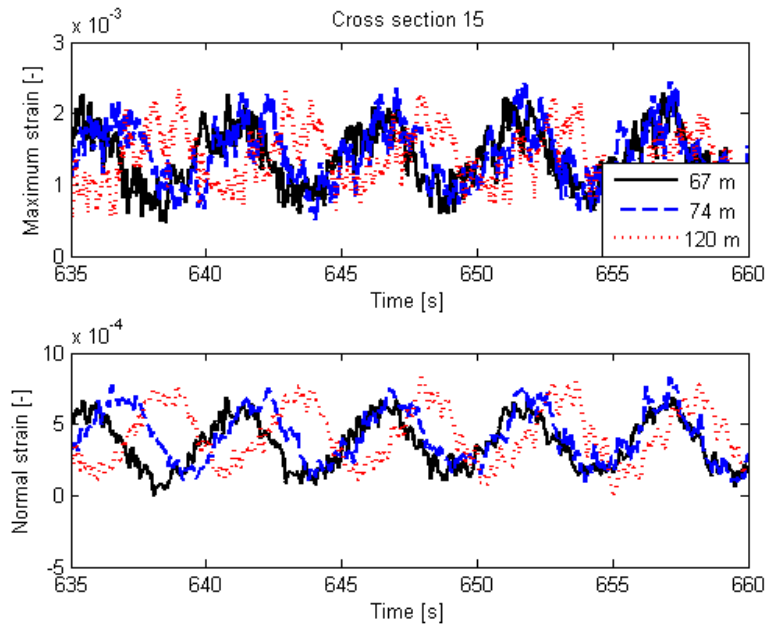 Cross section 15
x 10^-3
Maximum strain [-]
3
2
1
0
635 640 645 650 655 660
Time [s]
67 m
74 m
120 m
x 10^-4
Normal strain [-]
10
5
0
-5
635 640 645 650 655 660
Time [s]